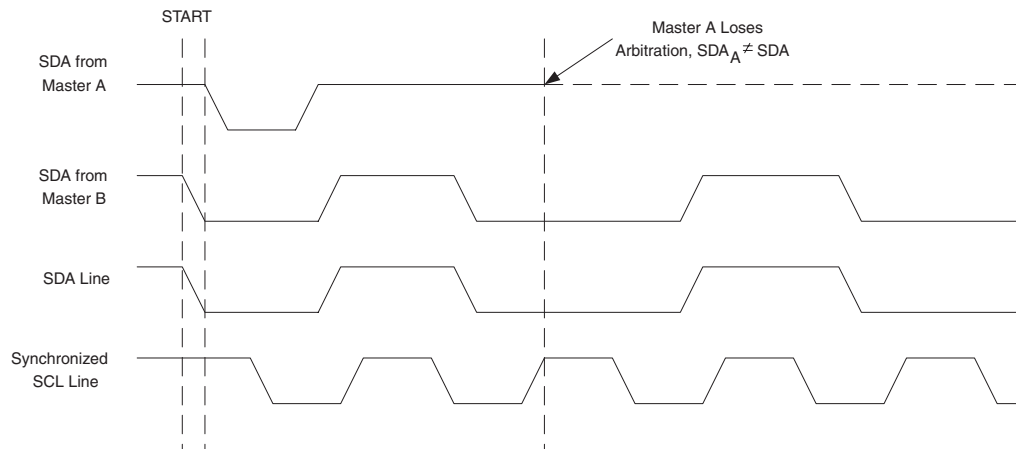 START
Master A Loses
Arbitration, SDA_A ≠ SDA
SDA from
Master A
SDA from
Master B
SDA Line
Synchronized
SCL Line